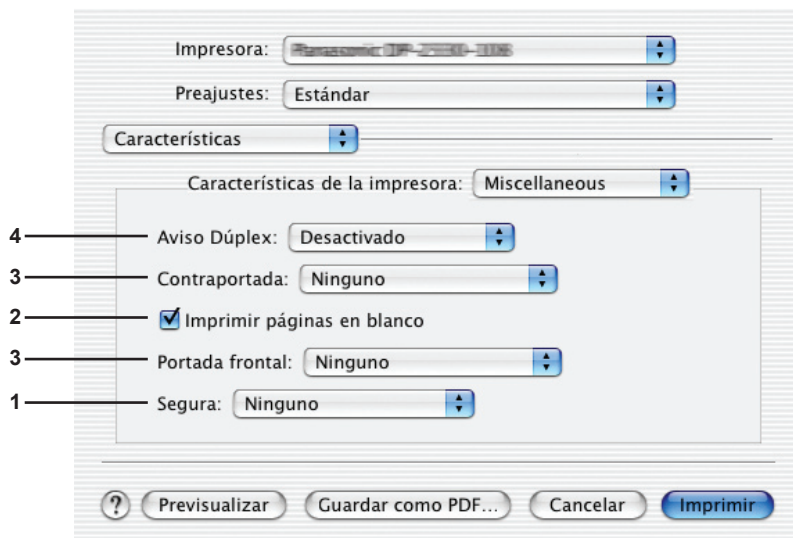 Impresora:
Preajustes: Estándar
Características
Características de la impresora: Miscellaneous
4 Aviso Dúplex: Desactivado
3 Contraportada: Ninguno
2 Imprimir páginas en blanco
3 Portada frontal: Ninguno
1 Segura: Ninguno
? Previsualizar Guardar como PDF... Cancelar Imprimir